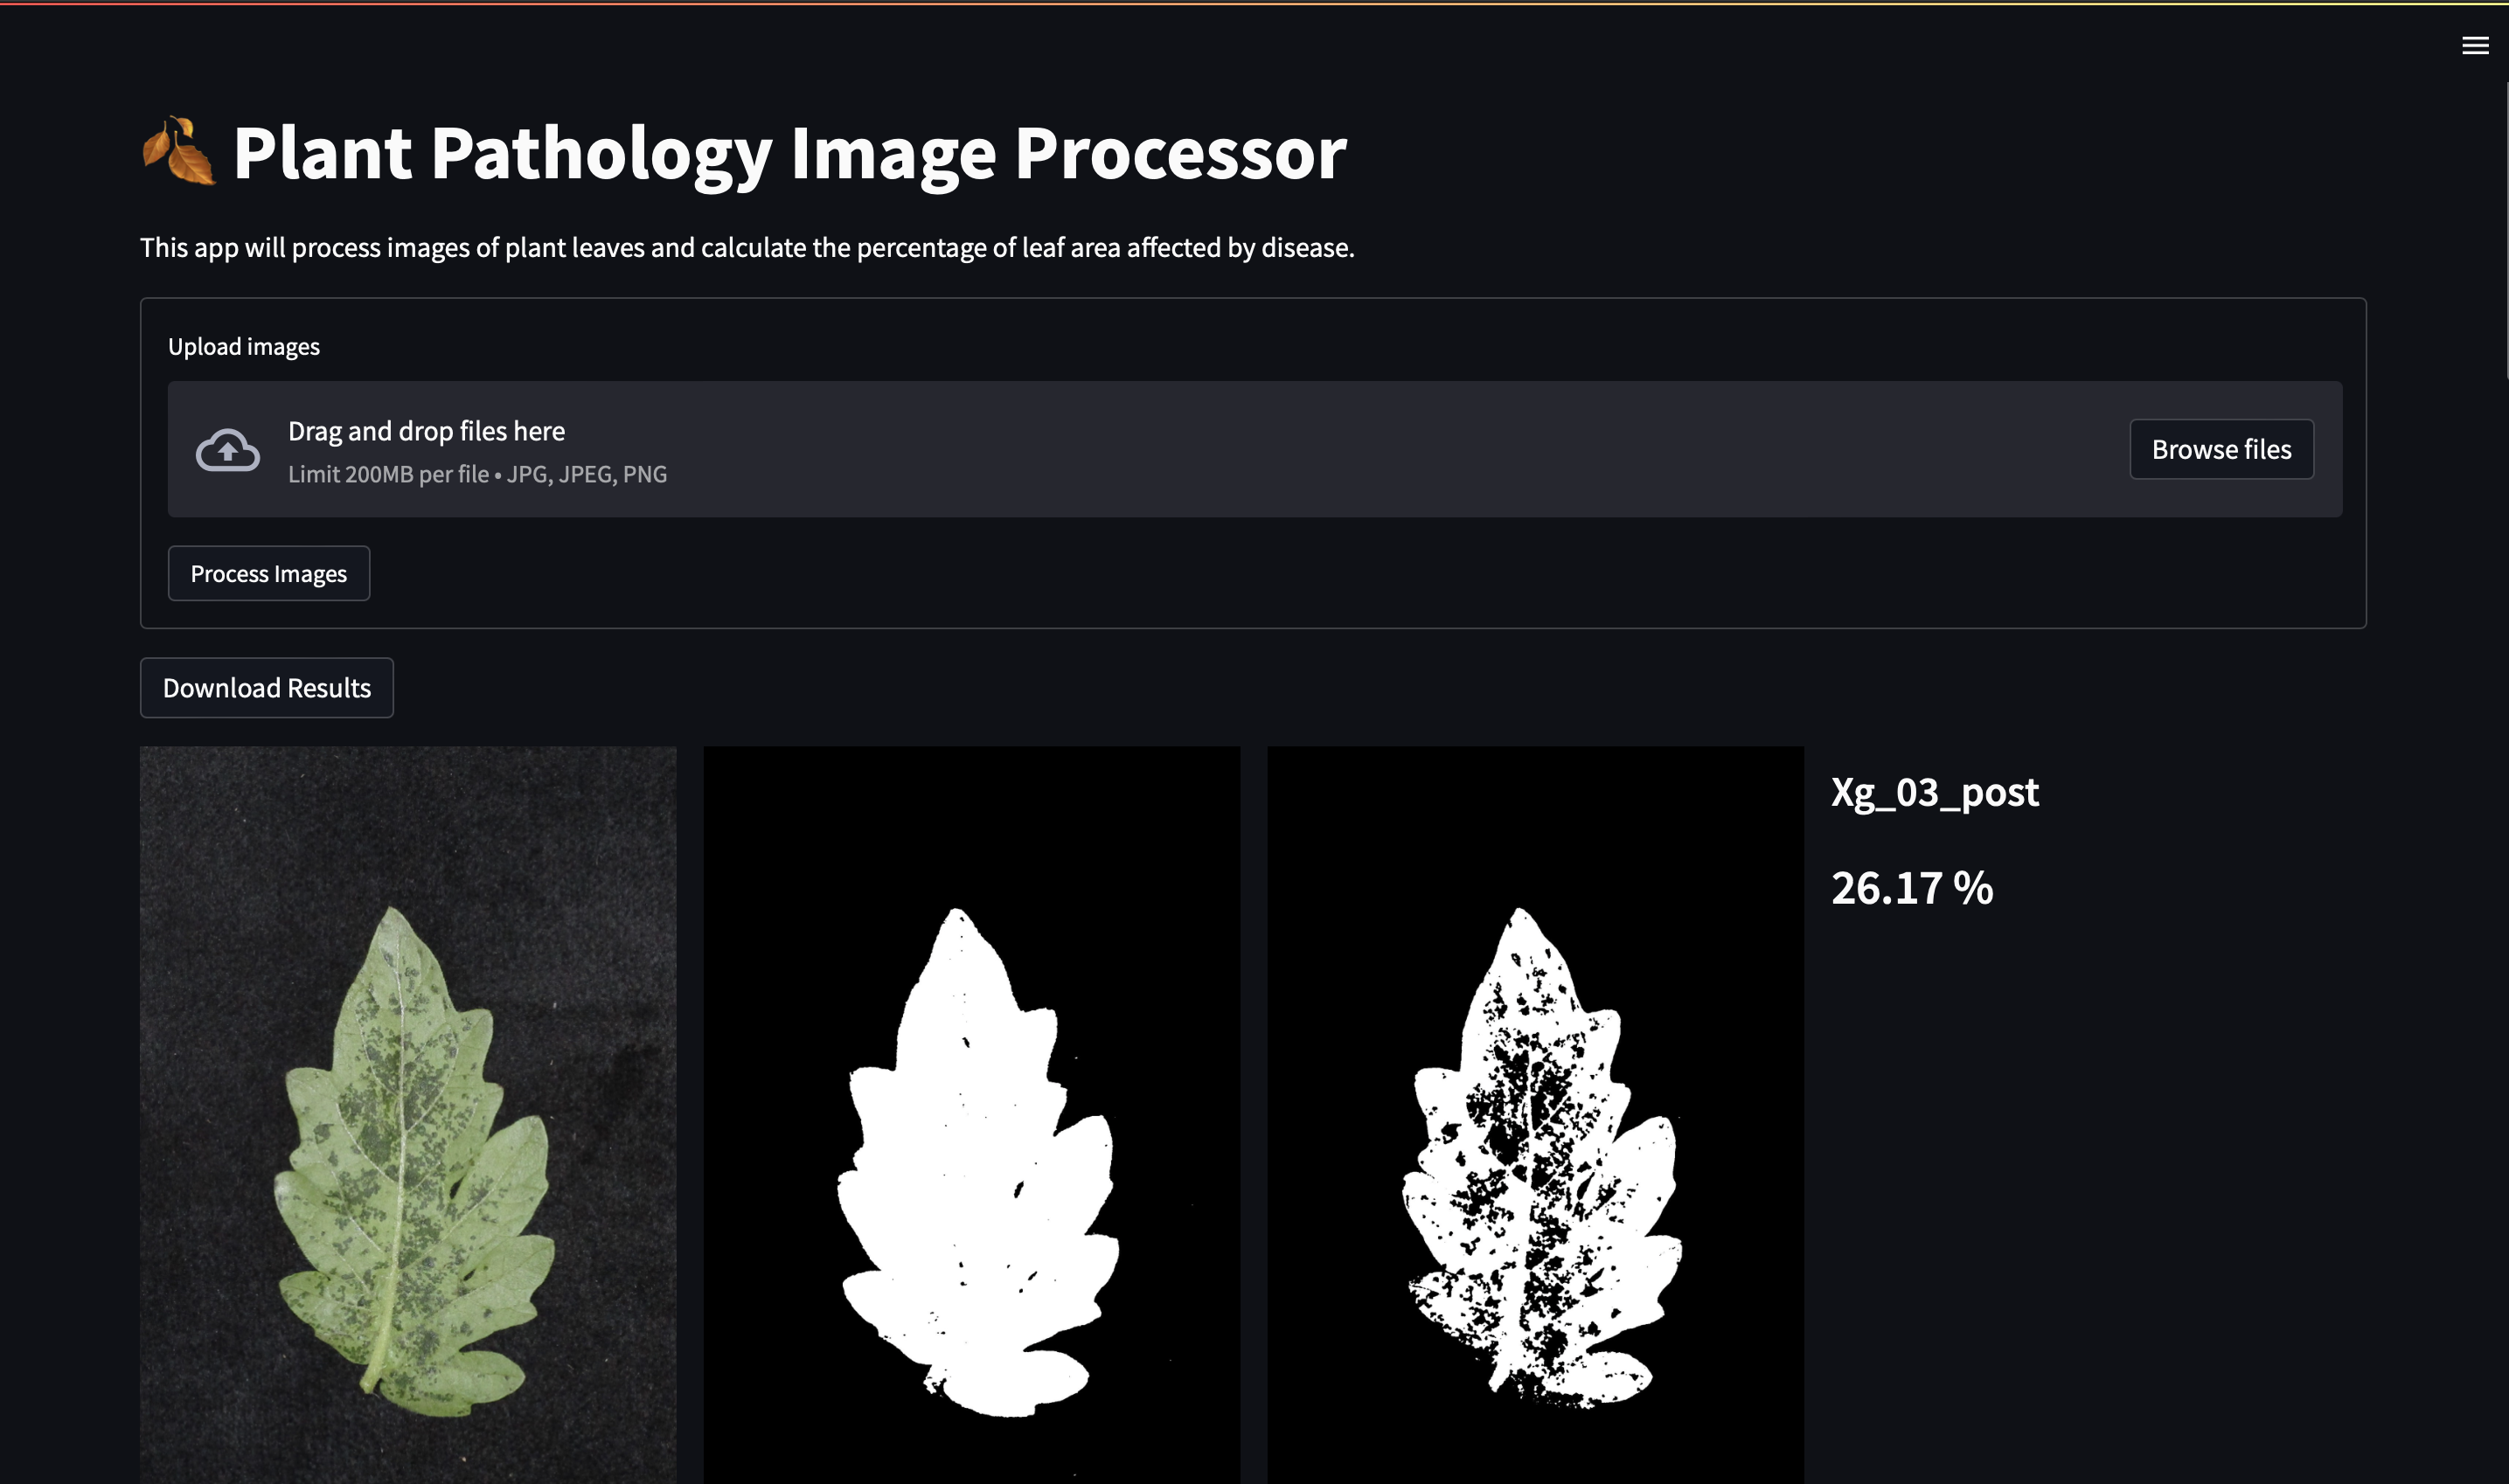 Plant Pathology Image Processor
This app will process images of plant leaves and calculate the percentage of leaf area affected by disease.
Upload images
Drag and drop files here
Limit 200MB per file • JPG, JPEG, PNG
Browse files
Process Images
Download Results
Xg_03_post
26.17 %